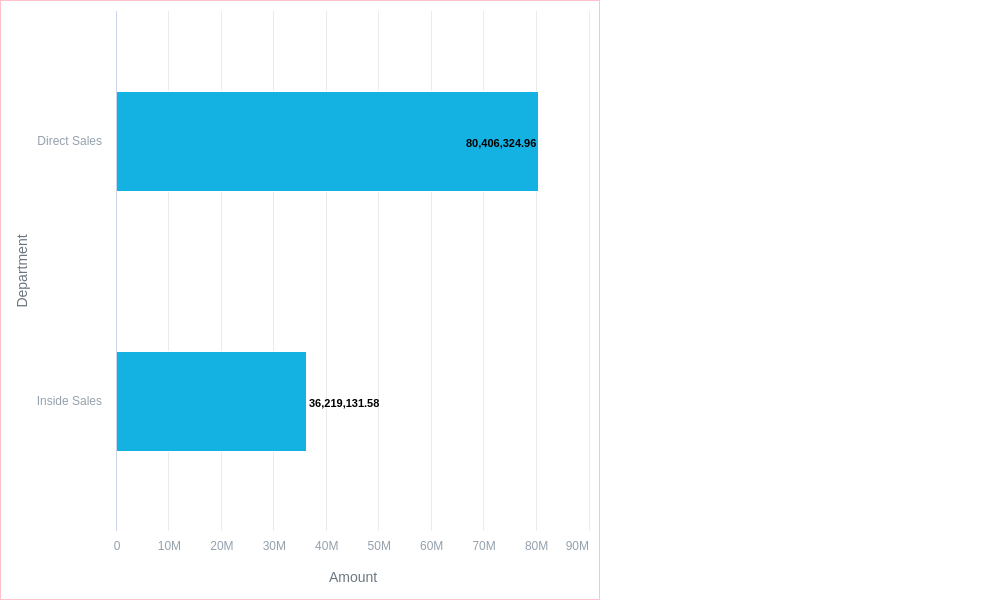 Direct Sales
80,406,324.96
Department
Inside Sales
36,219,131.58
0 10M 20M 30M 40M 50M 60M 70M 80M 90M
Amount